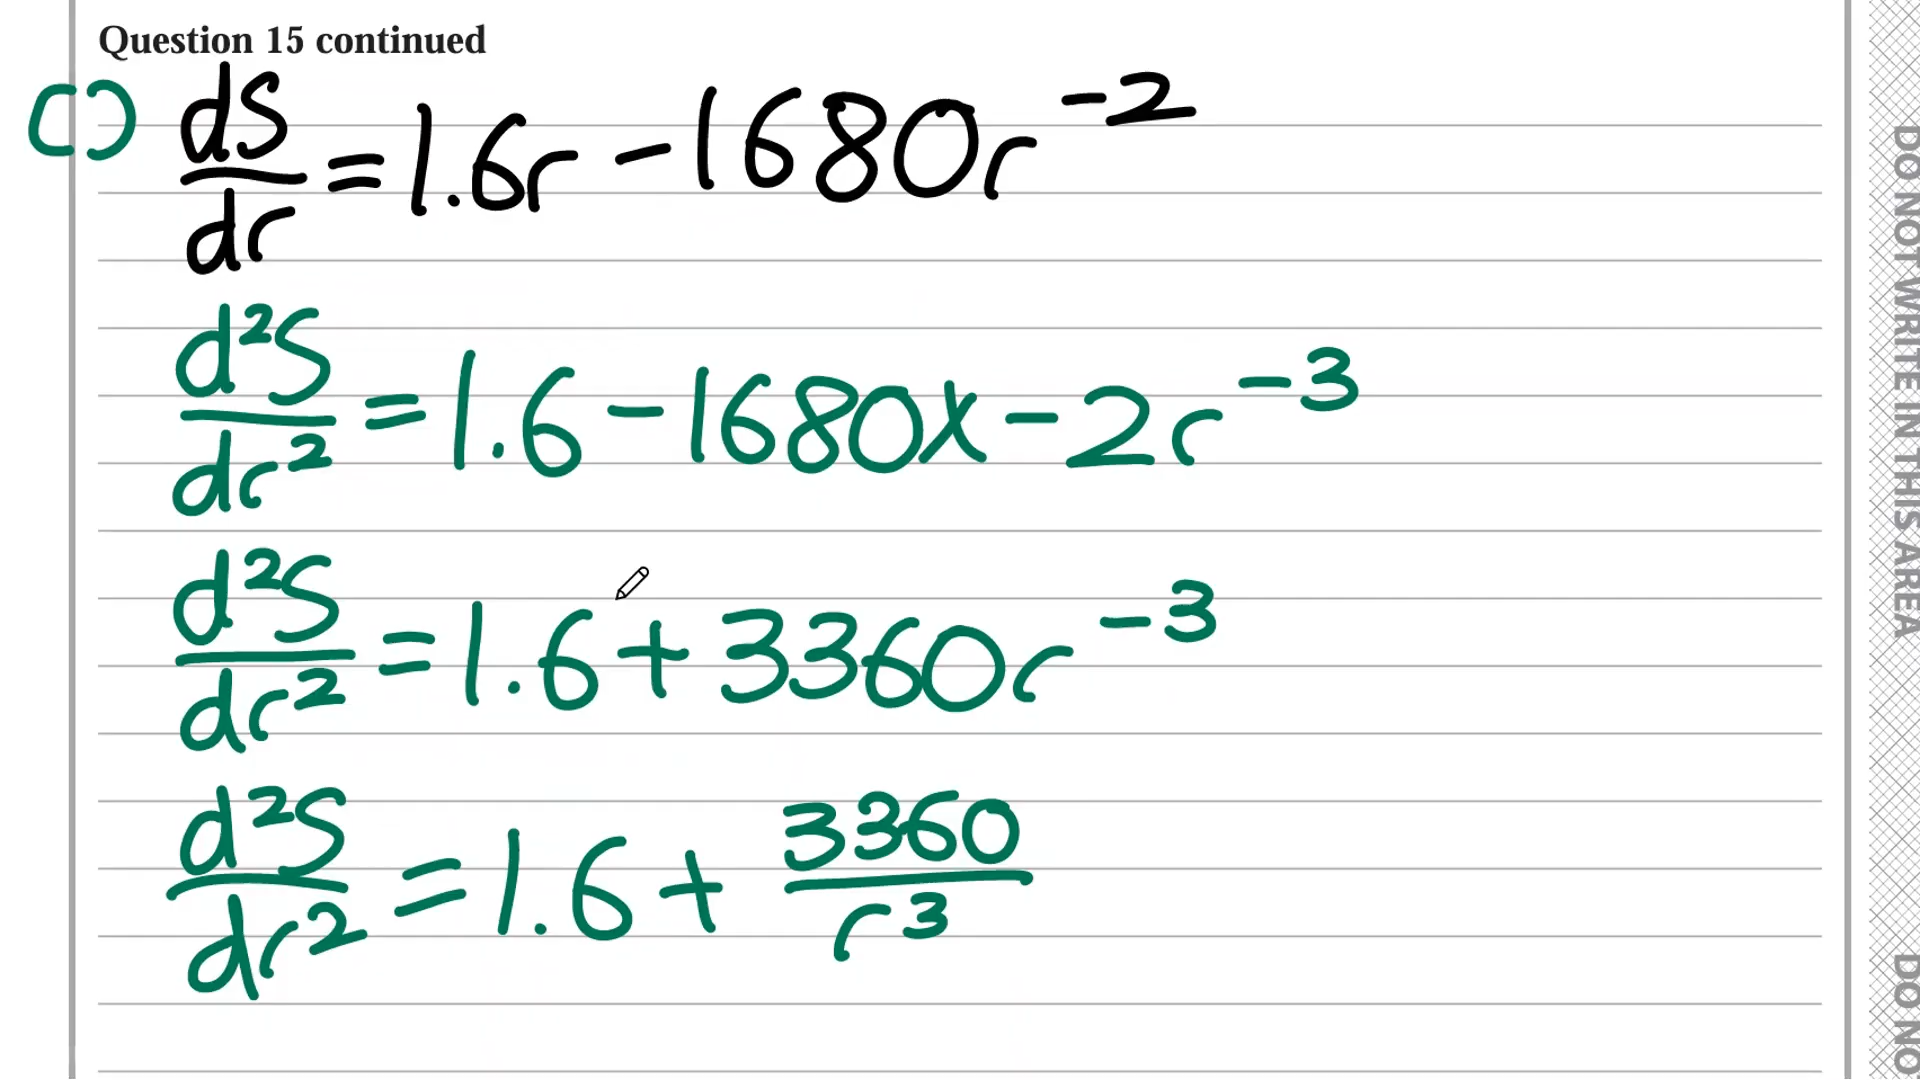 Question 15 continued
c) dS/dr = 1.6r - 1680r⁻²
d²S/dr² = 1.6 - 1680 x - 2r⁻³
d²S/dr² = 1.6 + 3360r⁻³
d²S/dr² = 1.6 + 3360/r³
DO NOT WRITE IN THIS AREA
DO NO